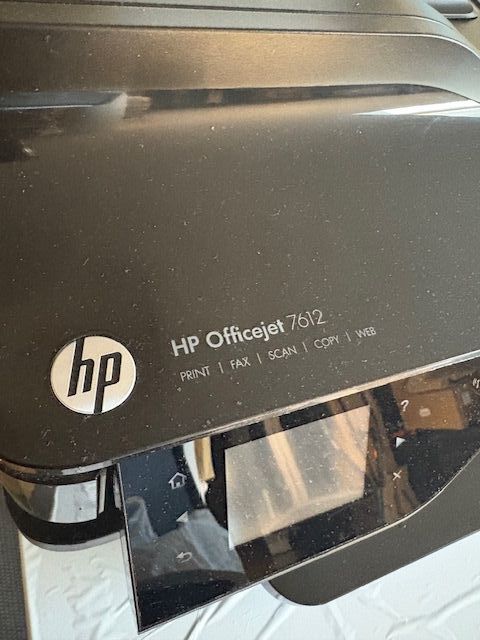 HP Officejet 7612
PRINT | FAX | SCAN | COPY | WEB
hp
?